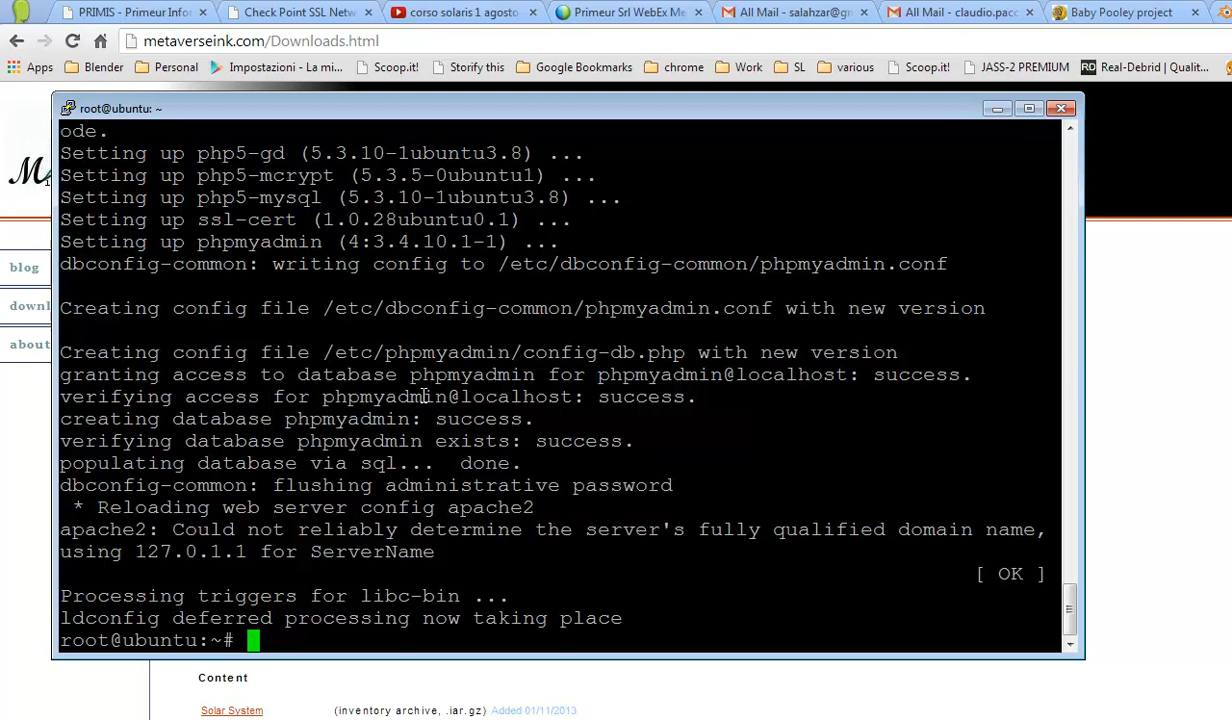 PRIMIS - Primeur Infor
Check Point SSL Netw
corso solaris 1 agosto
Primeur Srl WebEx Me
All Mail - salahzar@gm
All Mail - claudio.pacc
Baby Pooley project
metaverseink.com/Downloads.html
Apps Blender Personal Impostazioni - La mi... Scoop.it! Storify this Google Bookmarks chrome Work SL various Scoop.it! JASS-2 PREMIUM RD Real-Debrid | Qualit...
root@ubuntu: ~
ode.
Setting up php5-gd (5.3.10-1ubuntu3.8) ...
Setting up php5-mcrypt (5.3.5-0ubuntu1) ...
Setting up php5-mysql (5.3.10-1ubuntu3.8) ...
Setting up ssl-cert (1.0.28ubuntu0.1) ...
Setting up phpmyadmin (4:3.4.10.1-1) ...
dbconfig-common: writing config to /etc/dbconfig-common/phpmyadmin.conf
Creating config file /etc/dbconfig-common/phpmyadmin.conf with new version
Creating config file /etc/phpmyadmin/config-db.php with new version
granting access to database phpmyadmin for phpmyadmin@localhost: success.
verifying access for phpmyadmin@localhost: success.
creating database phpmyadmin: success.
verifying database phpmyadmin exists: success.
populating database via sql... done.
dbconfig-common: flushing administrative password
* Reloading web server config apache2
apache2: Could not reliably determine the server's fully qualified domain name,
using 127.0.1.1 for ServerName
[ OK ]
Processing triggers for libc-bin ...
ldconfig deferred processing now taking place
root@ubuntu:~#
blog
downl
about
Content
Solar System (inventory archive, .iar.gz) Added 01/11/2013